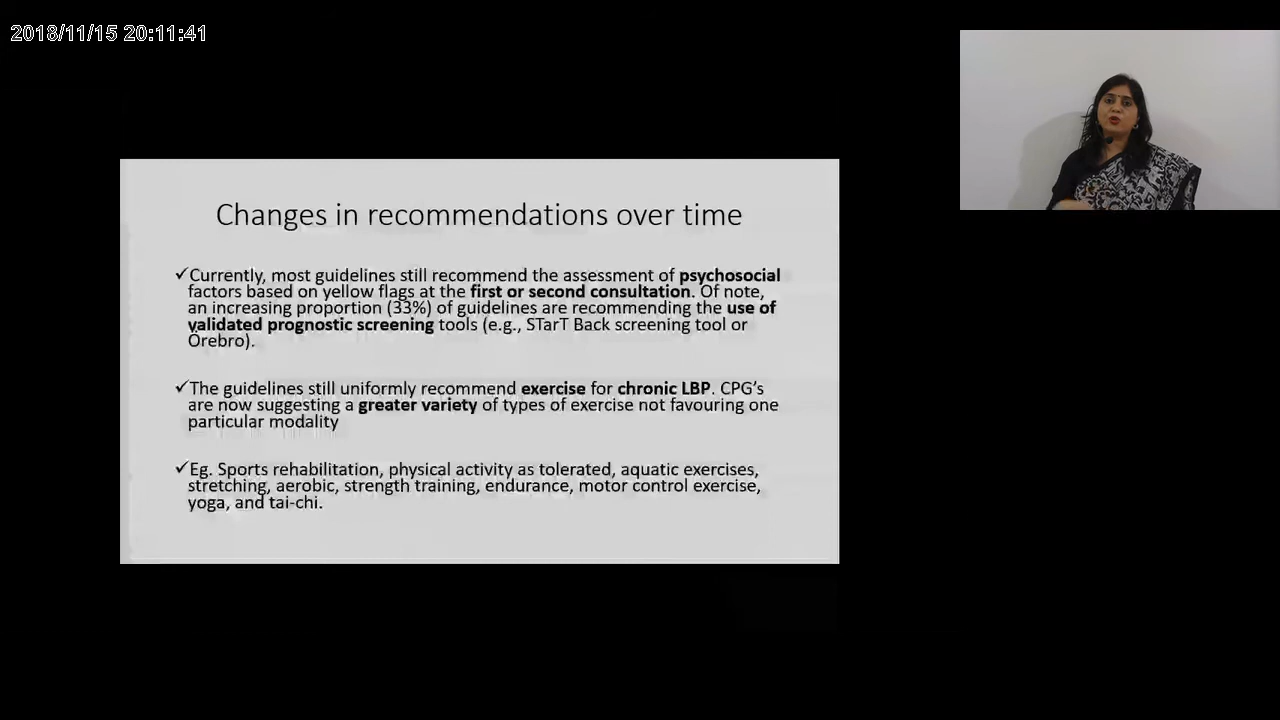 2018/11/15 20:11:41
Changes in recommendations over time
✓Currently, most guidelines still recommend the assessment of psychosocial
factors based on yellow flags at the first or second consultation. Of note,
an increasing proportion (33%) of guidelines are recommending the use of
validated prognostic screening tools (e.g., STarT Back screening tool or
Orebro).
✓The guidelines still uniformly recommend exercise for chronic LBP. CPG's
are now suggesting a greater variety of types of exercise not favouring one
particular modality
✓Eg. Sports rehabilitation, physical activity as tolerated, aquatic exercises,
stretching, aerobic, strength training, endurance, motor control exercise,
yoga, and tai-chi.